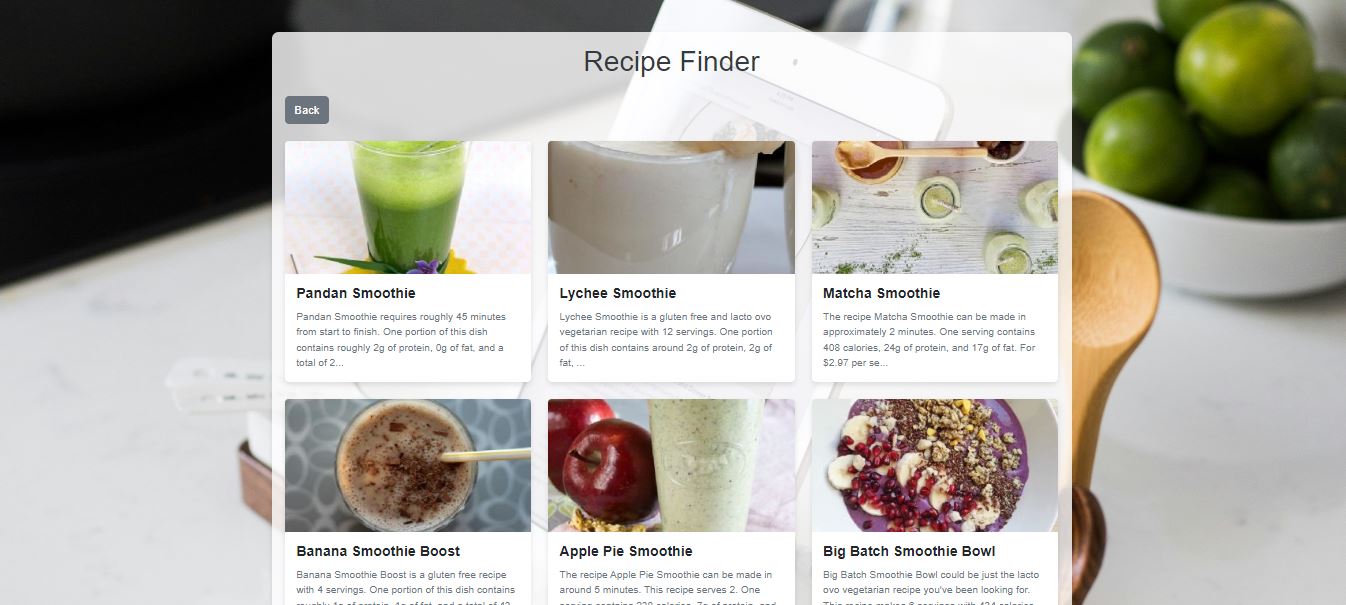 Recipe Finder
Back
Pandan Smoothie
Pandan Smoothie requires roughly 45 minutes
from start to finish. One portion of this dish
contains roughly 2g of protein, 0g of fat, and a
total of 2...
Lychee Smoothie
Lychee Smoothie is a gluten free and lacto ovo
vegetarian recipe with 12 servings. One portion
of this dish contains around 2g of protein, 2g of
fat, ...
Matcha Smoothie
The recipe Matcha Smoothie can be made in
approximately 2 minutes. One serving contains
408 calories, 24g of protein, and 17g of fat. For
$2.97 per se...
Banana Smoothie Boost
Banana Smoothie Boost is a gluten free recipe
with 4 servings. One portion of this dish contains
Apple Pie Smoothie
The recipe Apple Pie Smoothie can be made in
around 5 minutes. This recipe serves 2. One
Big Batch Smoothie Bowl
Big Batch Smoothie Bowl could be just the lacto
ovo vegetarian recipe you've been looking for.